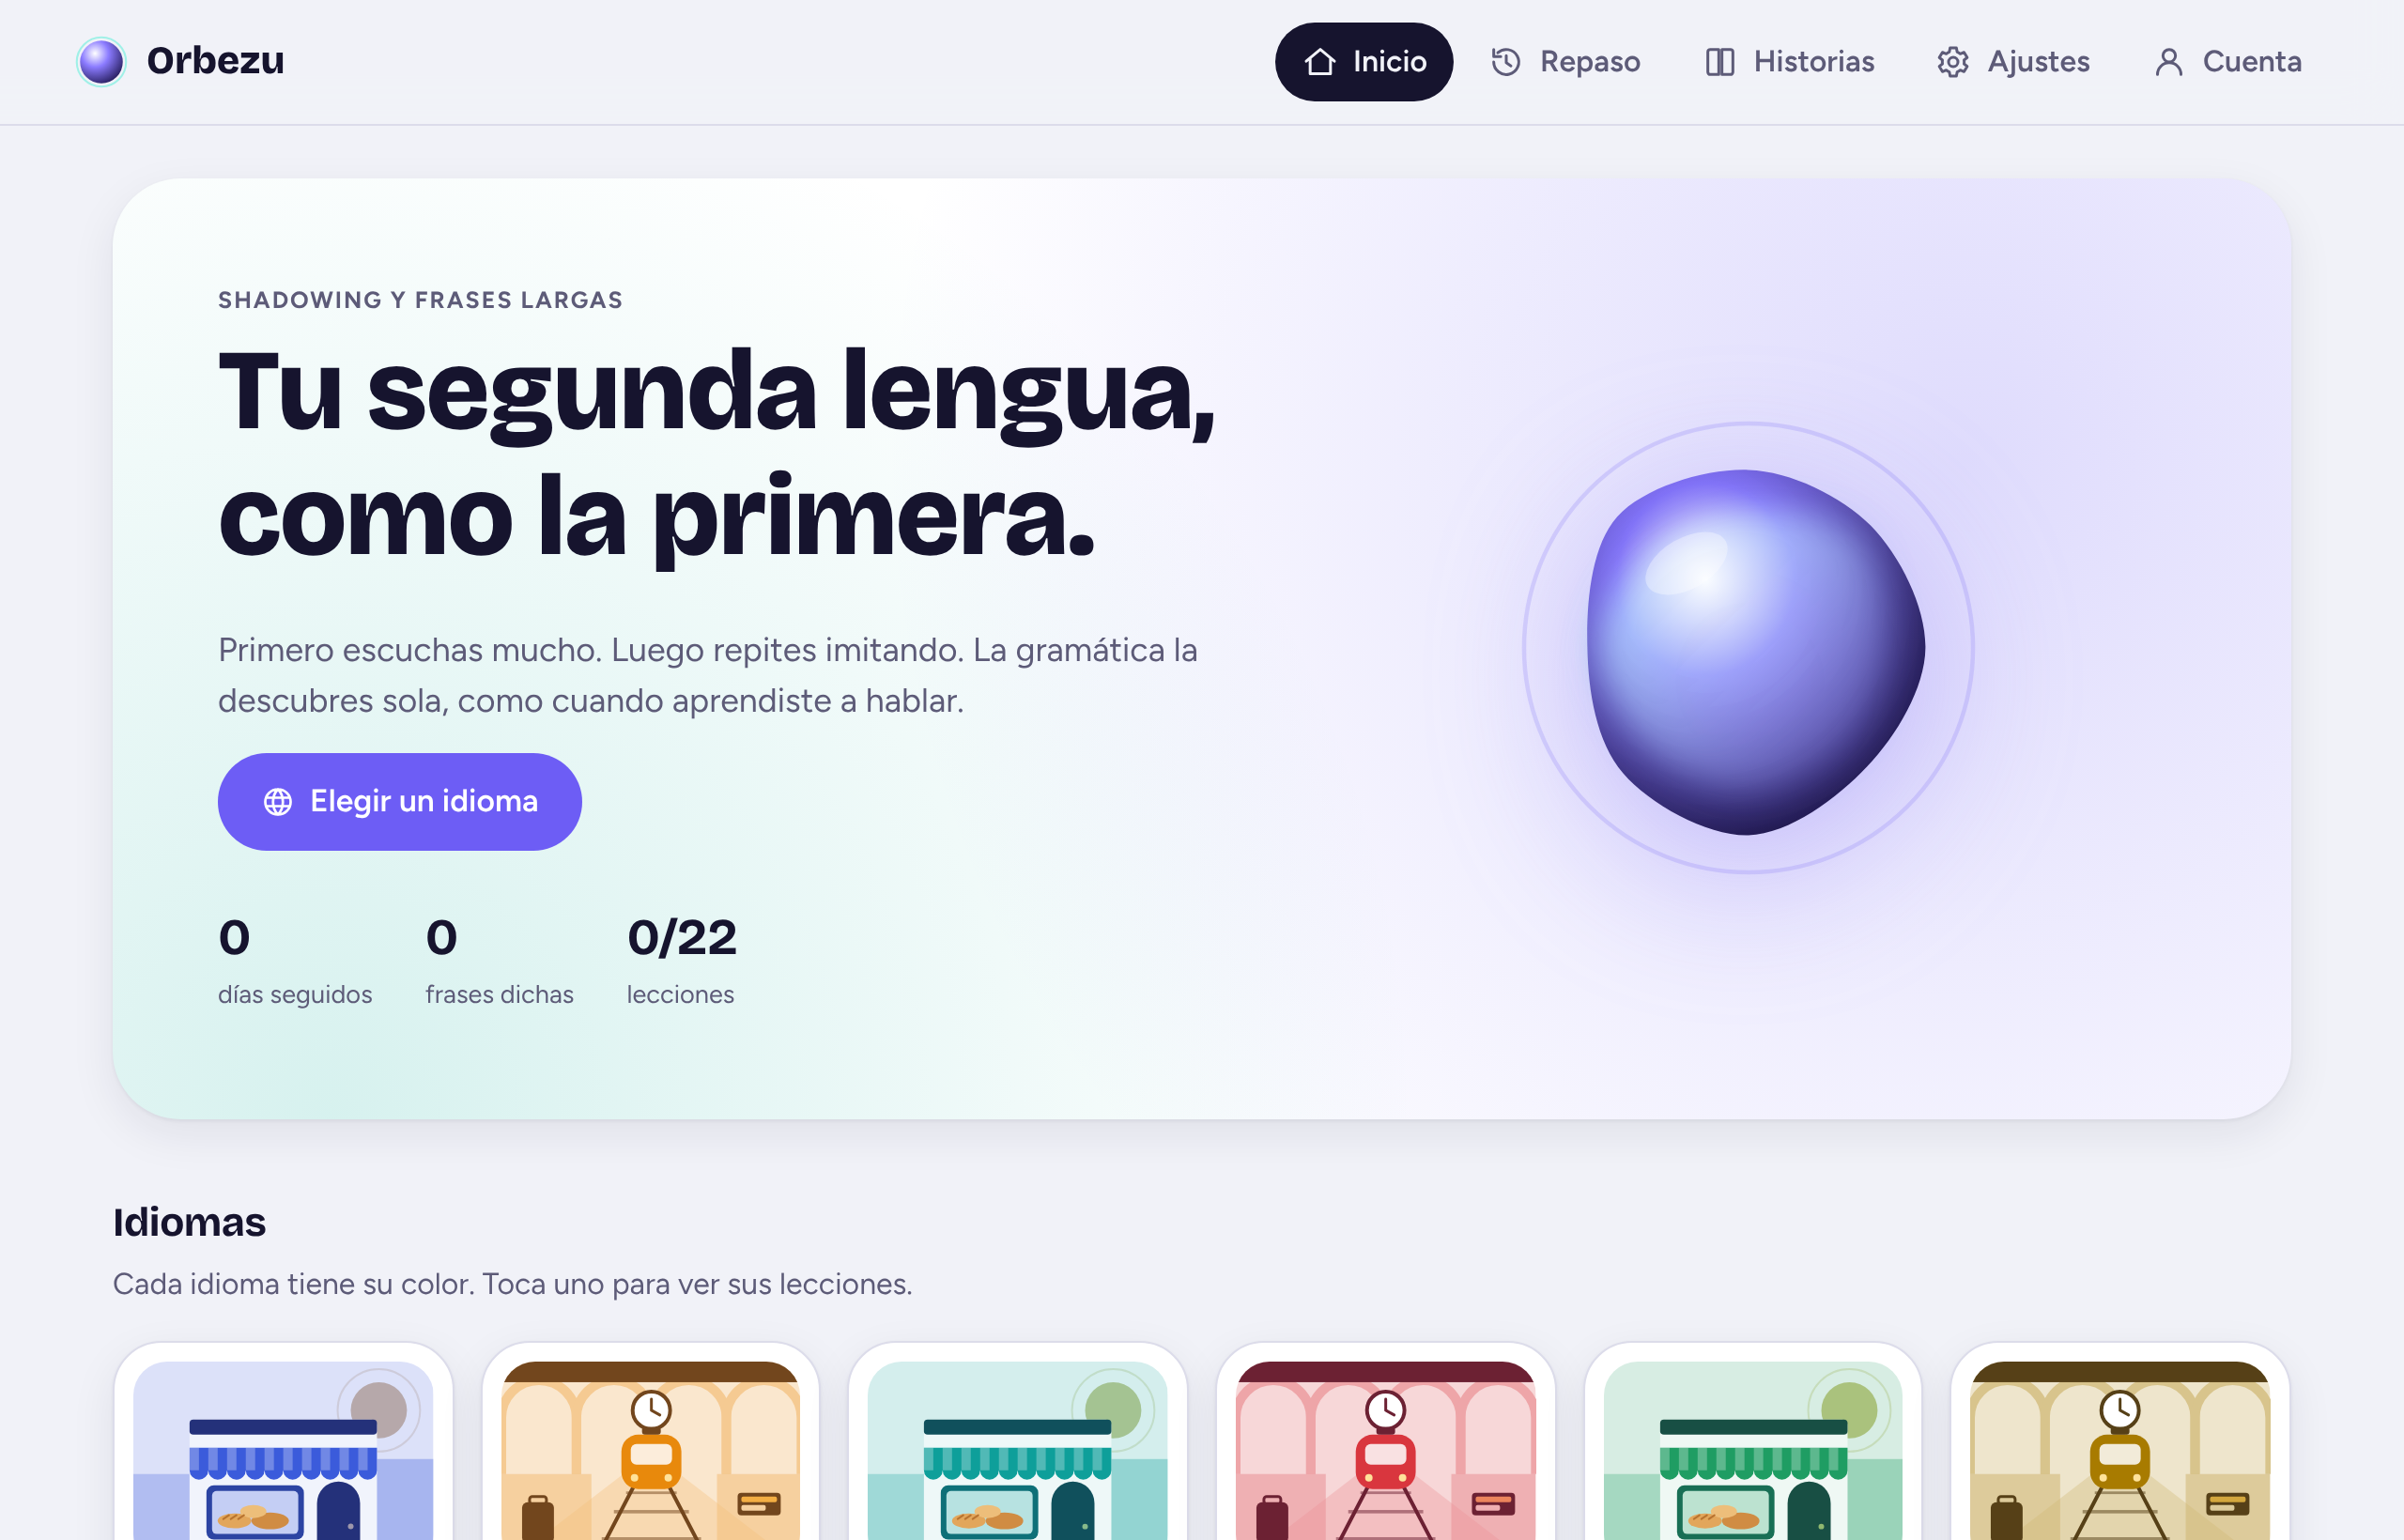 Orbezu
Inicio
Repaso
Historias
Ajustes
Cuenta
SHADOWING Y FRASES LARGAS
Tu segunda lengua,
como la primera.
Primero escuchas mucho. Luego repites imitando. La gramática la
descubres sola, como cuando aprendiste a hablar.
Elegir un idioma
0
días seguidos
0
frases dichas
0/22
lecciones
Idiomas
Cada idioma tiene su color. Toca uno para ver sus lecciones.